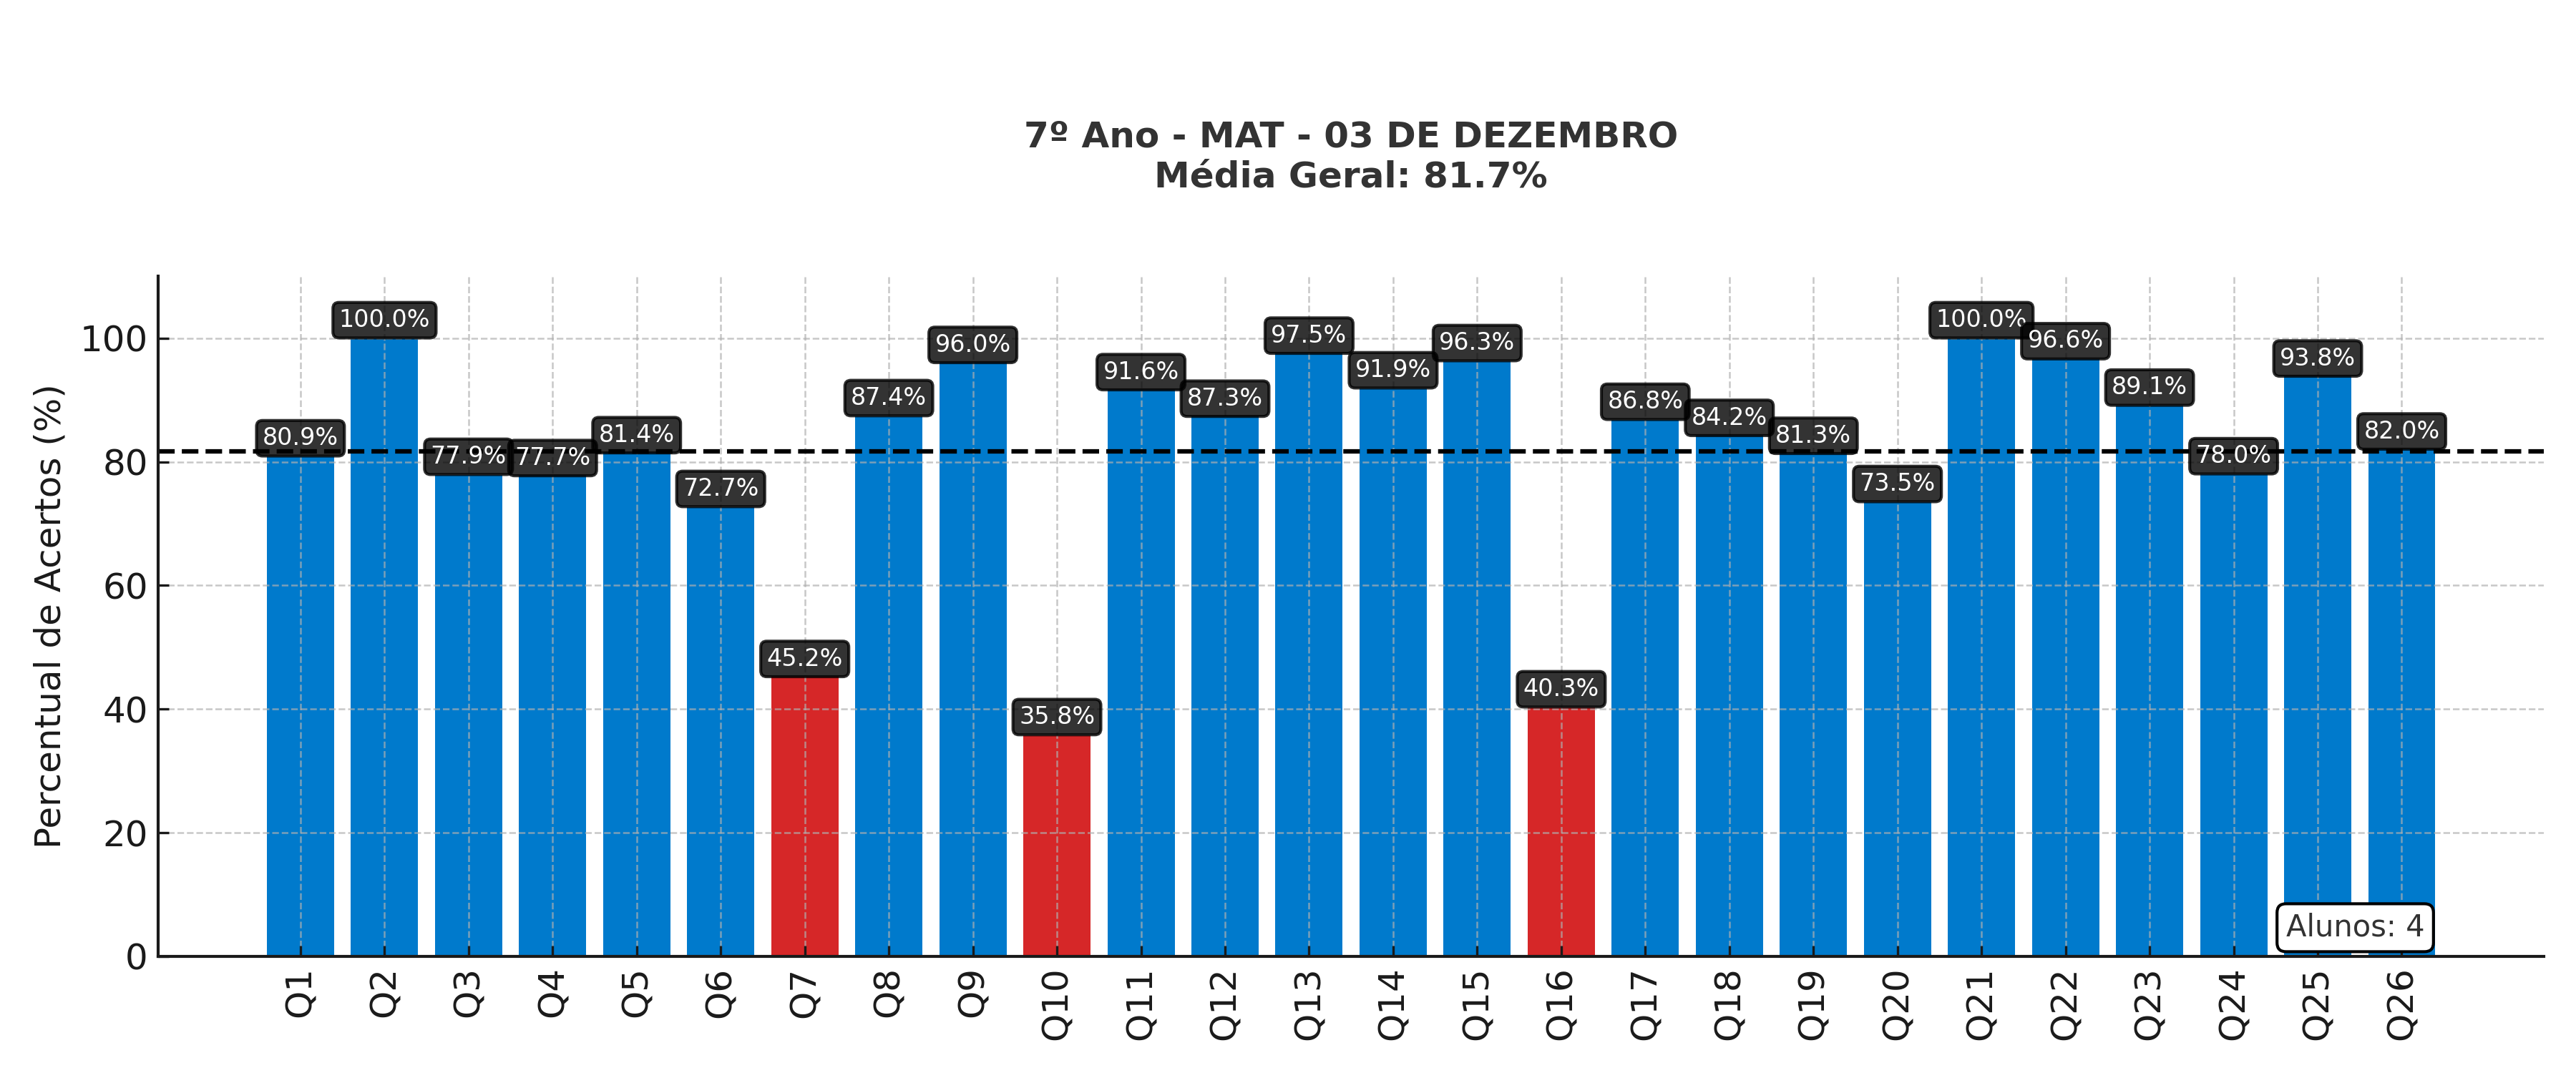 7º Ano - MAT - 03 DE DEZEMBRO
Média Geral: 81.7%
Percentual de Acertos (%)
100
80
60
40
20
0
80.9%
100.0%
77.9%
77.7%
81.4%
72.7%
45.2%
87.4%
96.0%
35.8%
91.6%
87.3%
97.5%
91.9%
96.3%
40.3%
86.8%
84.2%
81.3%
73.5%
100.0%
96.6%
89.1%
78.0%
93.8%
82.0%
Alunos: 4
Q1
Q2
Q3
Q4
Q5
Q6
Q7
Q8
Q9
Q10
Q11
Q12
Q13
Q14
Q15
Q16
Q17
Q18
Q19
Q20
Q21
Q22
Q23
Q24
Q25
Q26